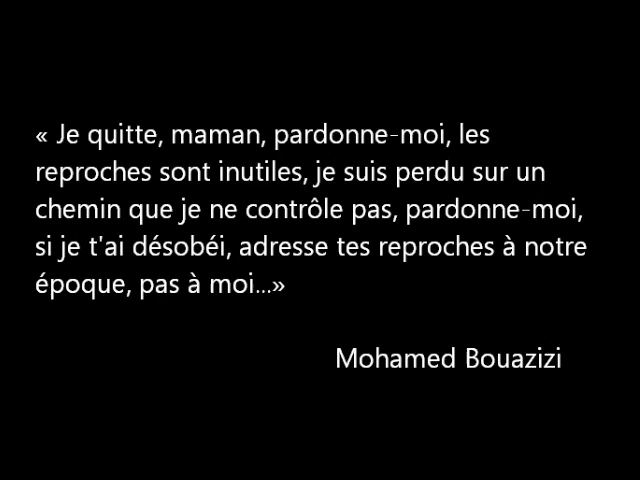 « Je quitte, maman, pardonne-moi, les
reproches sont inutiles, je suis perdu sur un
chemin que je ne contrôle pas, pardonne-moi,
si je t'ai désobéi, adresse tes reproches à notre
époque, pas à moi...»
Mohamed Bouazizi